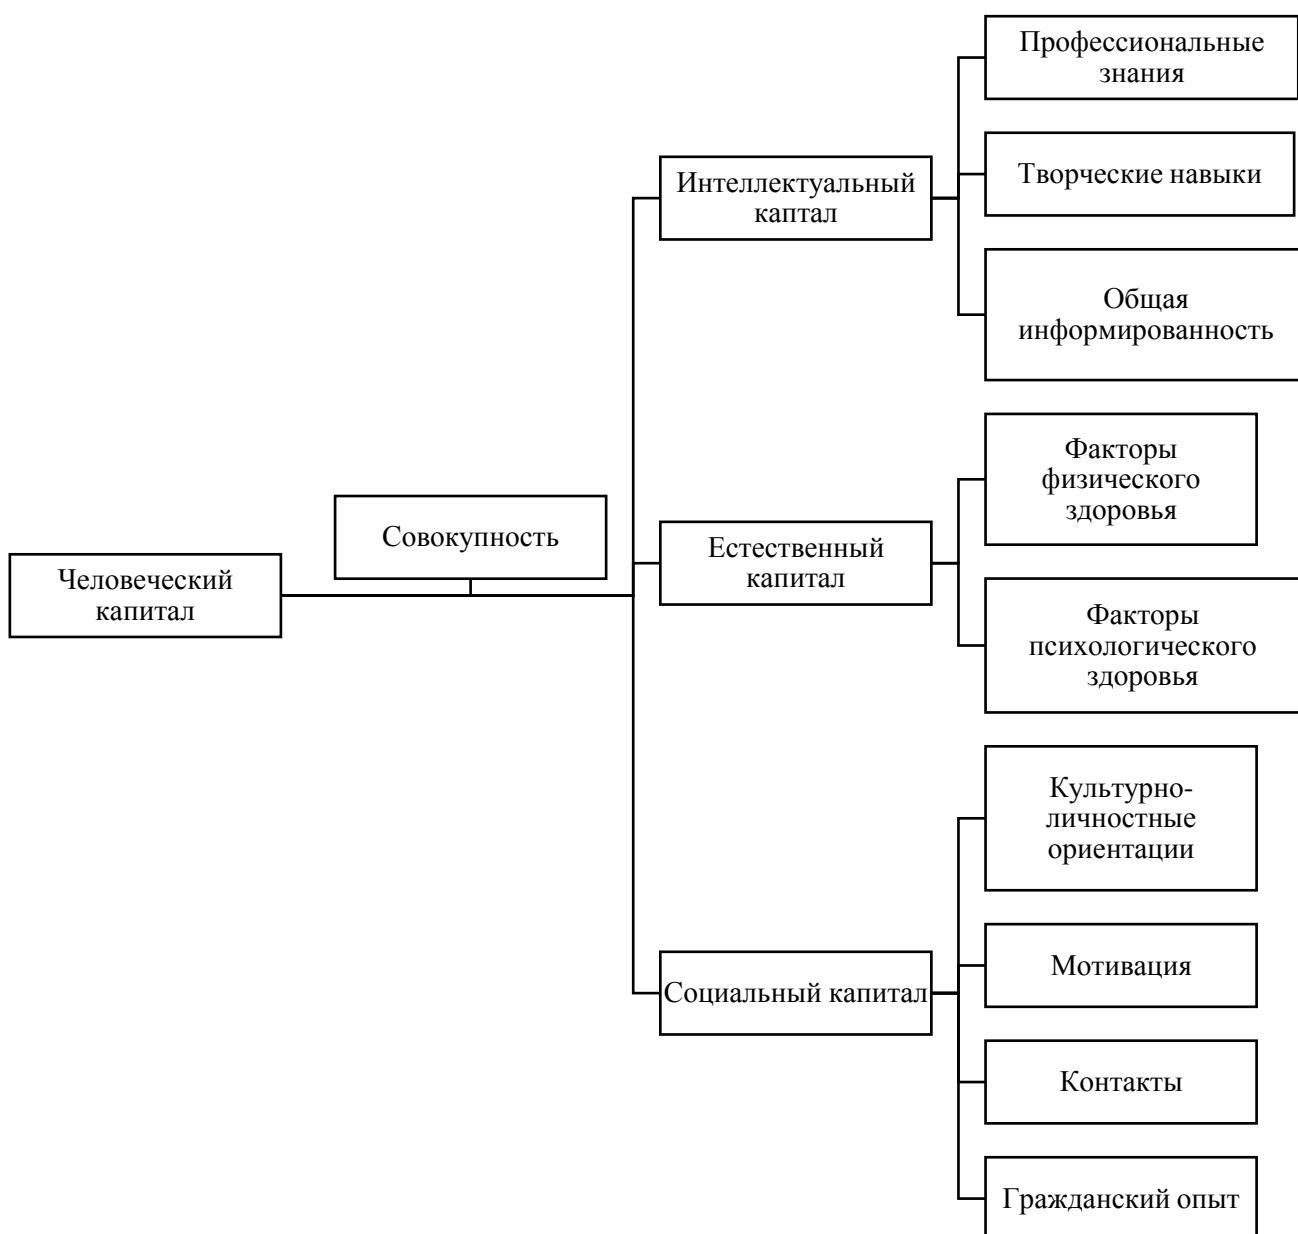 Человеческий
капитал
Совокупность
Интеллектуальный
каптал
Профессиональные
знания
Творческие навыки
Общая
информированность
Естественный
капитал
Факторы
физического
здоровья
Факторы
психологического
здоровья
Социальный капитал
Культурно-
личностные
ориентации
Мотивация
Контакты
Гражданский опыт